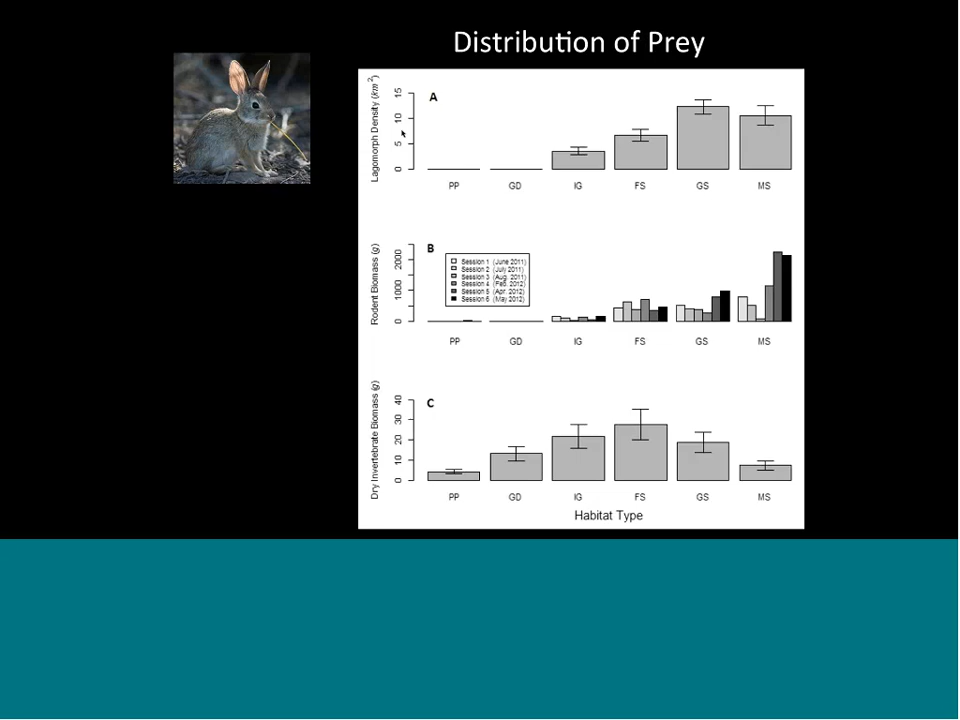 Distribution of Prey
A
Lagomorph Density (km²)
0 5 10 15
PP GD IG FS GS MS
B
Rodent Biomass (g)
0 1000 2000
Session 1 (June 2011)
Session 2 (July 2011)
Session 3 (Aug. 2011)
Session 4 (Feb. 2012)
Session 5 (Apr. 2012)
Session 6 (May 2012)
PP GD IG FS GS MS
C
Dry Invertebrate Biomass (g)
0 10 20 30 40
PP GD IG FS GS MS
Habitat Type